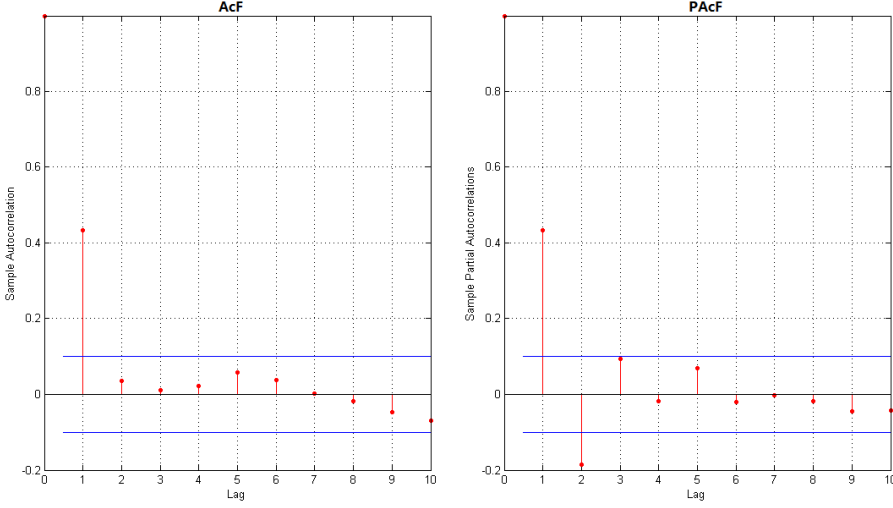 AcF
0.8
0.6
0.4
0.2
0
-0.2
0 1 2 3 4 5 6 7 8 9 10
Lag
Sample Autocorrelation
PAcF
0.8
0.6
0.4
0.2
0
-0.2
0 1 2 3 4 5 6 7 8 9 10
Lag
Sample Partial Autocorrelations